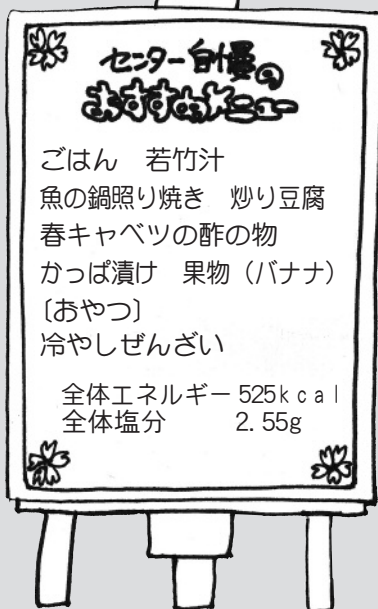 センター自慢の
おすすめメニュー
ごはん　若竹汁
魚の鍋照り焼き　炒り豆腐
春キャベツの酢の物
かっぱ漬け　果物（バナナ）
〔おやつ〕
冷やしぜんざい
全体エネルギー 525kcal
全体塩分　　　2.55g